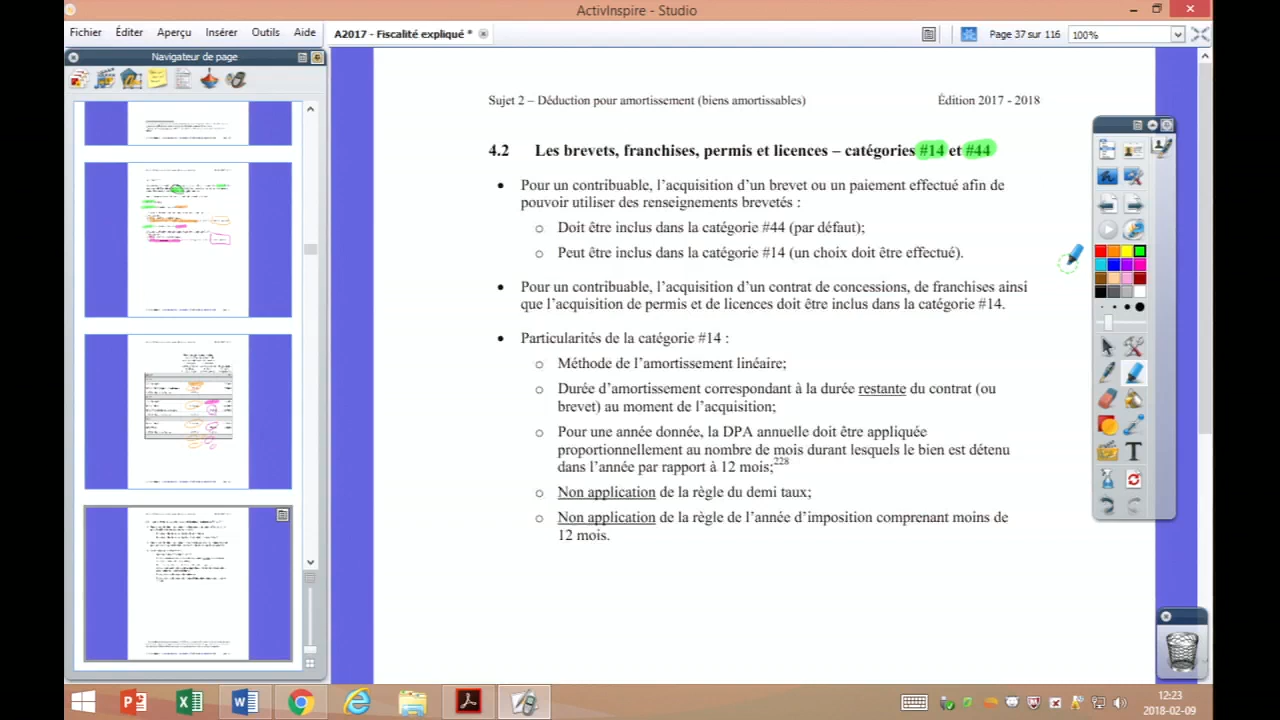 ActivInspire - Studio
Fichier Éditer Aperçu Insérer Outils Aide
A2017 - Fiscalité expliqué *
Page 37 sur 116
100%
Navigateur de page
Sujet 2 – Déduction pour amortissement (biens amortissables)
Édition 2017 - 2018
4.2 Les brevets, franchises, permis et licences – catégories #14 et #44
• Pour un contribuable, l’acquisition d’un brevet ou un paiement effectué afin de
pouvoir utiliser des renseignements brevetés :
o Doit être inclus dans la catégorie #44 (par défaut);
o Peut être inclus dans la catégorie #14 (un choix doit être effectué).
• Pour un contribuable, l’acquisition d’un contrat de concessions, de franchises ainsi
que l’acquisition de permis et de licences doit être inclus dans la catégorie #14.
• Particularités de la catégorie #14 :
o Méthode de l’amortissement linéaire;
o Durée d’amortissement correspondant à la durée restante du contrat (ou
brevet) au moment de l’acquisition;
o Pour une année donnée, la DPA annuelle doit être appliquée
proportionnellement au nombre de mois durant lesquels le bien est détenu
dans l’année par rapport à 12 mois;228
o Non application de la règle du demi taux;
o Non application de la règle de l’année d’imposition comprenant moins de
12 mois.
12:23
2018-02-09